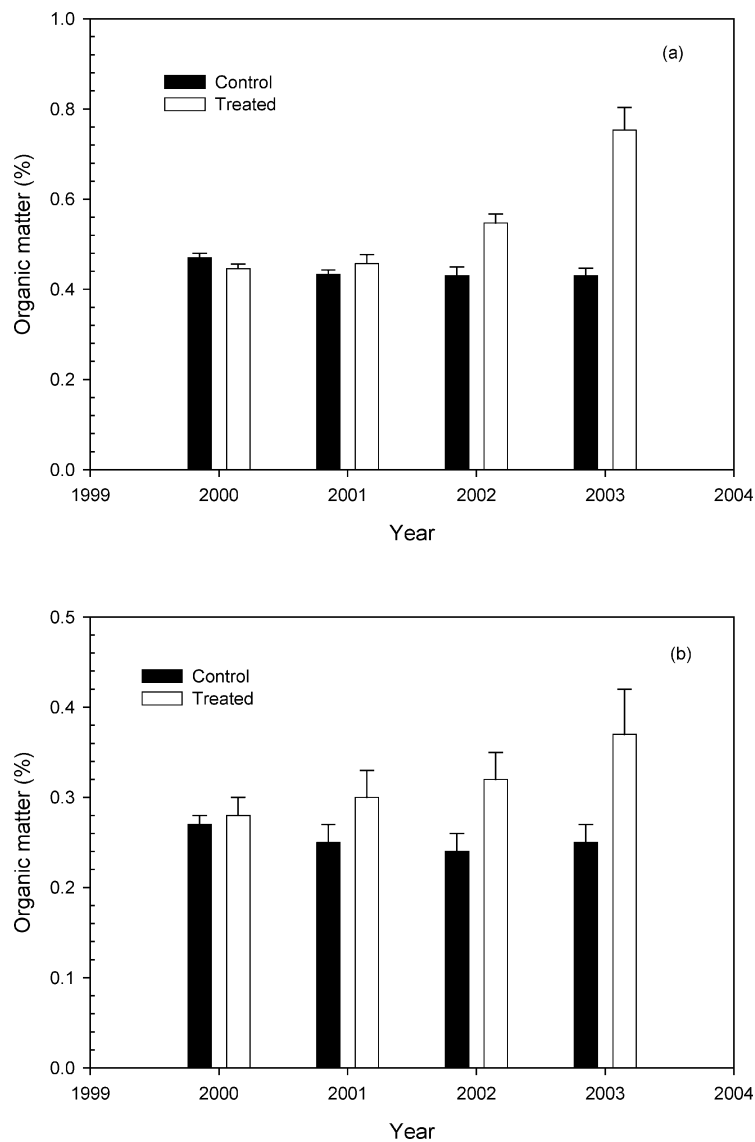 1.0
(a)
Control
Treated
0.8
0.6
0.4
0.2
0.0
Organic matter (%)
1999 2000 2001 2002 2003 2004
Year
0.5
(b)
Control
Treated
0.4
0.3
0.2
0.1
0.0
Organic matter (%)
1999 2000 2001 2002 2003 2004
Year